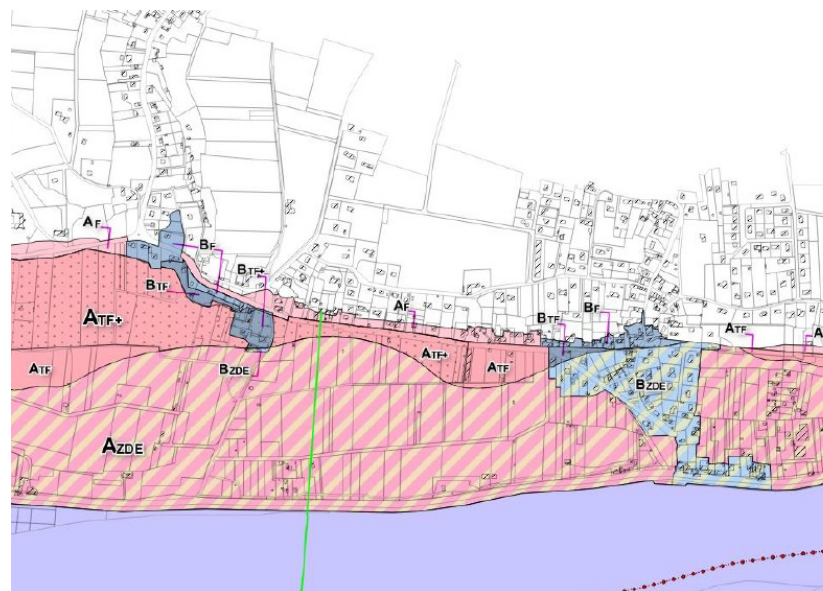 AF
BF
BTF
BTF+
ATF+
AF
BTF
BF
ATF
A
ATF+
ATF
ATF
BZDE
BZDE
AZDE